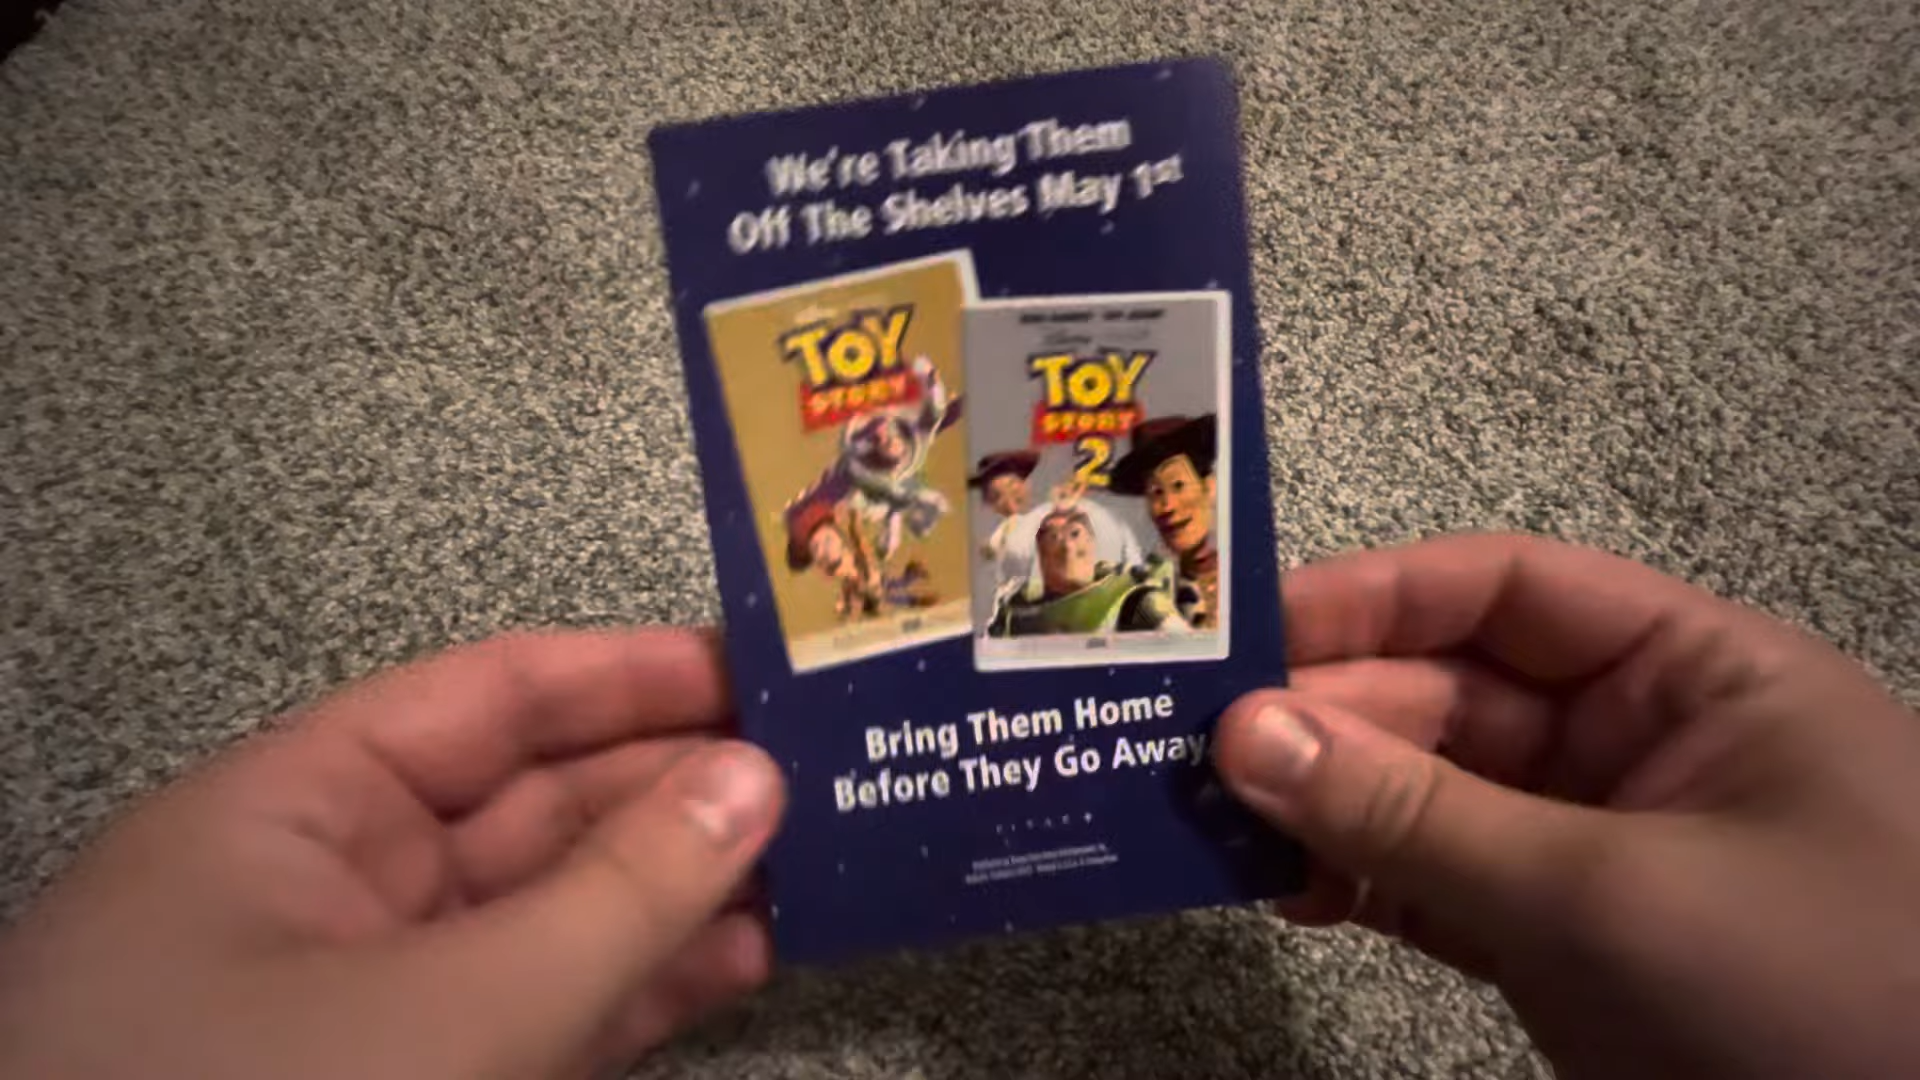 We're Taking Them
Off The Shelves May 1st
TOY
STORY
TOY
STORY
2
Bring Them Home
Before They Go Away
PIXAR